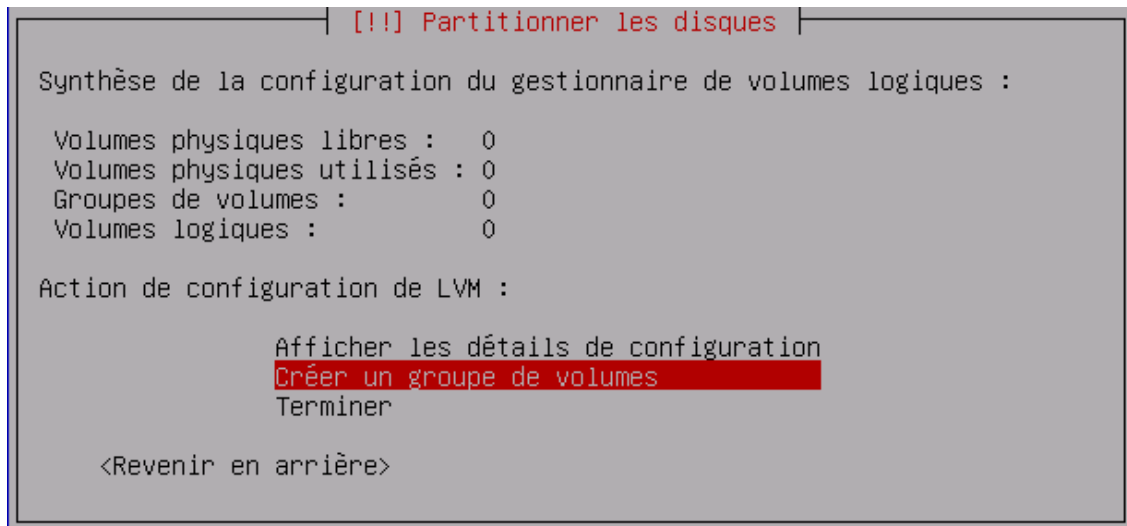 [!!] Partitionner les disques
Synthèse de la configuration du gestionnaire de volumes logiques :
Volumes physiques libres : 0
Volumes physiques utilisés : 0
Groupes de volumes : 0
Volumes logiques : 0
Action de configuration de LVM :
Afficher les détails de configuration
Créer un groupe de volumes
Terminer
<Revenir en arrière>